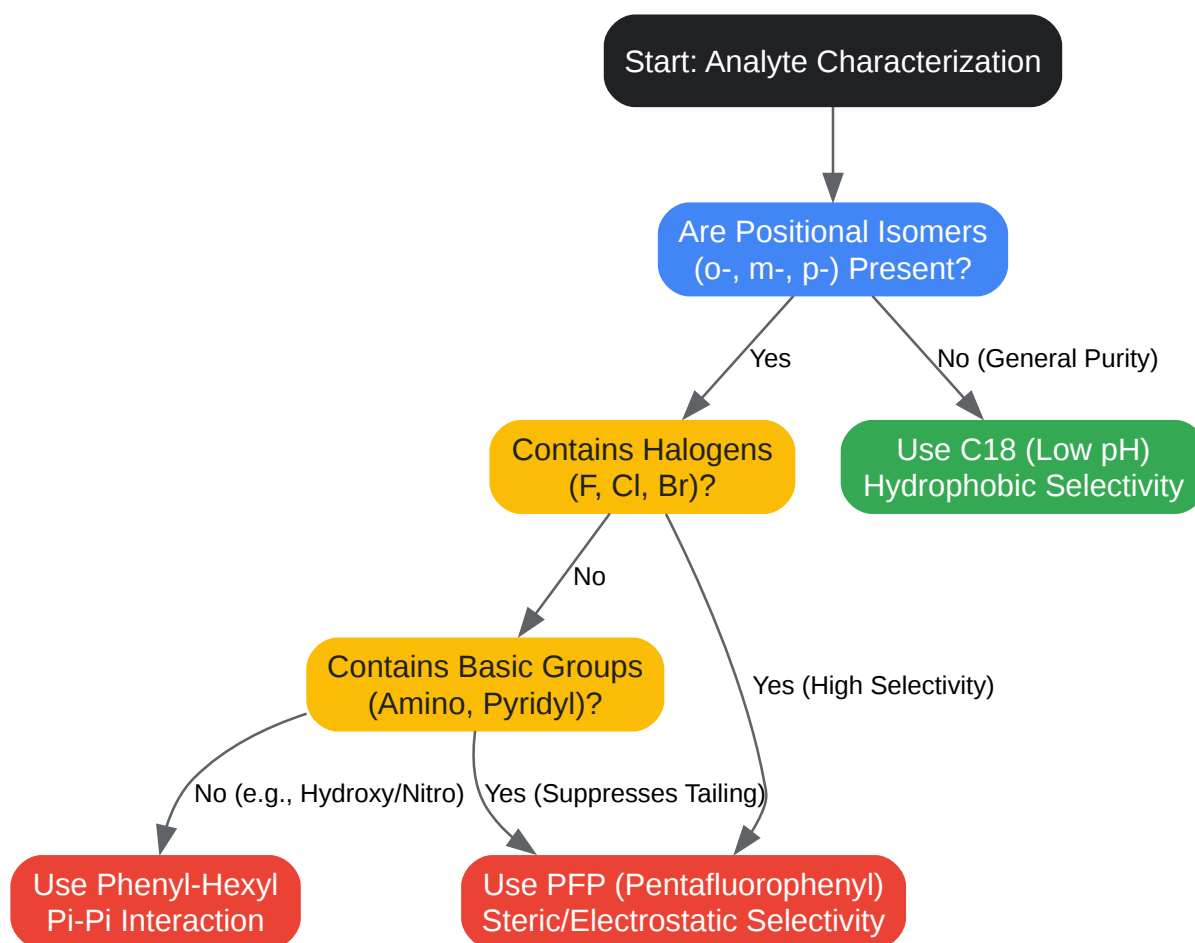 Start: Analyte Characterization
Are Positional Isomers
(o-, m-, p-) Present?
Yes
No (General Purity)
Contains Halogens
(F, Cl, Br)?
Use C18 (Low pH)
Hydrophobic Selectivity
No
Contains Basic Groups
(Amino, Pyridyl)?
Yes (High Selectivity)
No (e.g., Hydroxy/Nitro)
Yes (Suppresses Tailing)
Use Phenyl-Hexyl
Pi-Pi Interaction
Use PFP (Pentafluorophenyl)
Steric/Electrostatic Selectivity